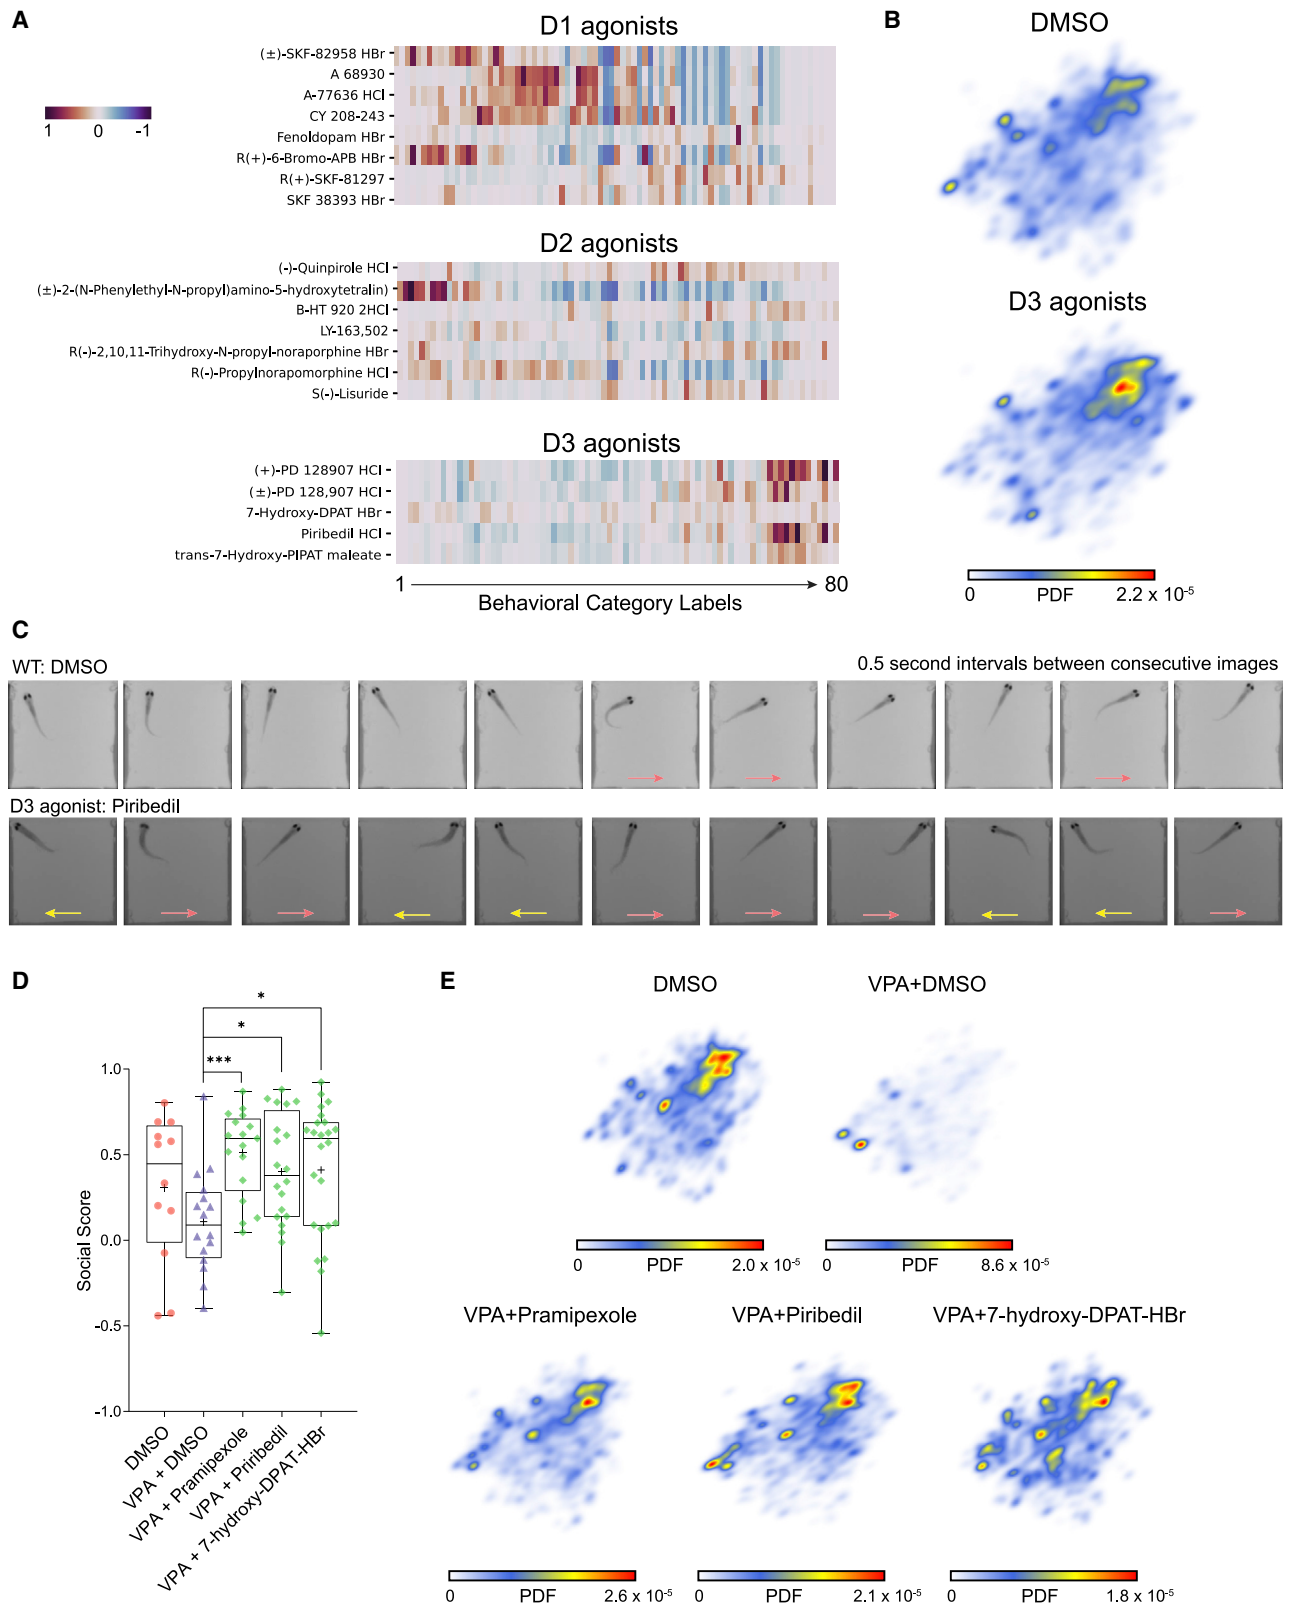 A
D1 agonists
(±)-SKF-82958 HBr
A 68930
A-77636 HCl
CY 208-243
Fenoldopam HBr
R(+)-6-Bromo-APB HBr
R(+)-SKF-81297
SKF 38393 HBr
1 0 -1
D2 agonists
(-)-Quinpirole HCl
(±)-2-(N-Phenylethyl-N-propyl)amino-5-hydroxytetralin)
B-HT 920 2HCl
LY-163,502
R(-)-2,10,11-Trihydroxy-N-propyl-noraporphine HBr
R(-)-Propylnorapomorphine HCl
S(-)-Lisuride
D3 agonists
(+)-PD 128907 HCl
(±)-PD 128,907 HCl
7-Hydroxy-DPAT HBr
Piribedil HCl
trans-7-Hydroxy-PIPAT maleate
1 80
Behavioral Category Labels
B
DMSO
D3 agonists
0 PDF 2.2 x 10⁻⁵
C
WT: DMSO
0.5 second intervals between consecutive images
D3 agonist: Piribedil
D
* 
*
***
1.0
0.5
0.0
-0.5
-1.0
Social Score
DMSO
VPA + DMSO
VPA + Pramipexole
VPA + Priribedil
VPA + 7-hydroxy-DPAT-HBr
E
DMSO
VPA+DMSO
0 PDF 2.0 x 10⁻⁵
0 PDF 8.6 x 10⁻⁵
VPA+Pramipexole
VPA+Piribedil
VPA+7-hydroxy-DPAT-HBr
0 PDF 2.6 x 10⁻⁵
0 PDF 2.1 x 10⁻⁵
0 PDF 1.8 x 10⁻⁵